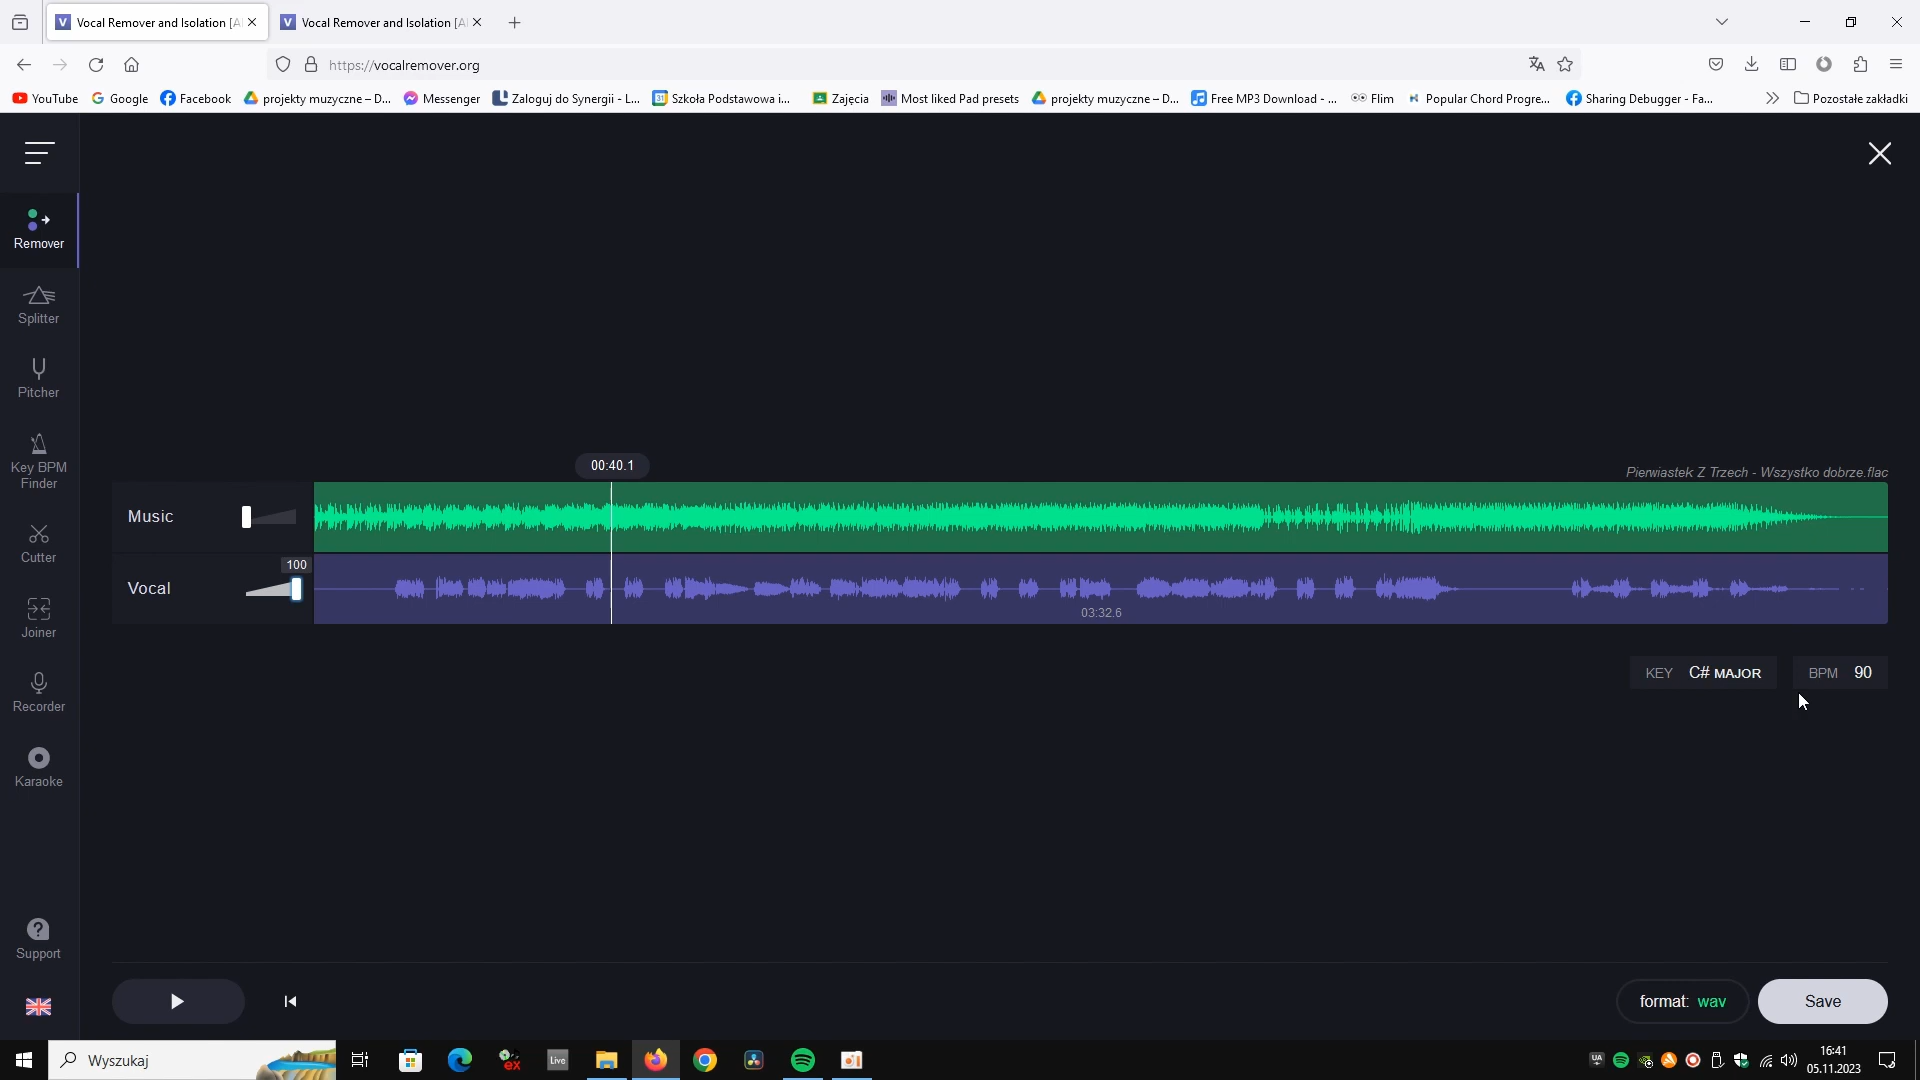 Vocal Remover and Isolation [A
Vocal Remover and Isolation [A
https://vocalremover.org
YouTube
Google
Facebook
projekty muzyczne – D...
Messenger
Zaloguj do Synergii - L...
Szkoła Podstawowa i...
Zajęcia
Most liked Pad presets
projekty muzyczne – D...
Free MP3 Download - ...
Flim
Popular Chord Progre...
Sharing Debugger - Fa...
Pozostałe zakładki
Remover
Splitter
Pitcher
Key BPM
Finder
Cutter
Joiner
Recorder
Karaoke
Support
00:40.1
Pierwiastek Z Trzech - Wszystko dobrze.flac
Music
100
Vocal
03:32.6
KEY C# MAJOR
BPM 90
format: wav
Save
Wyszukaj
ex
Live
UA
16:41
05.11.2023